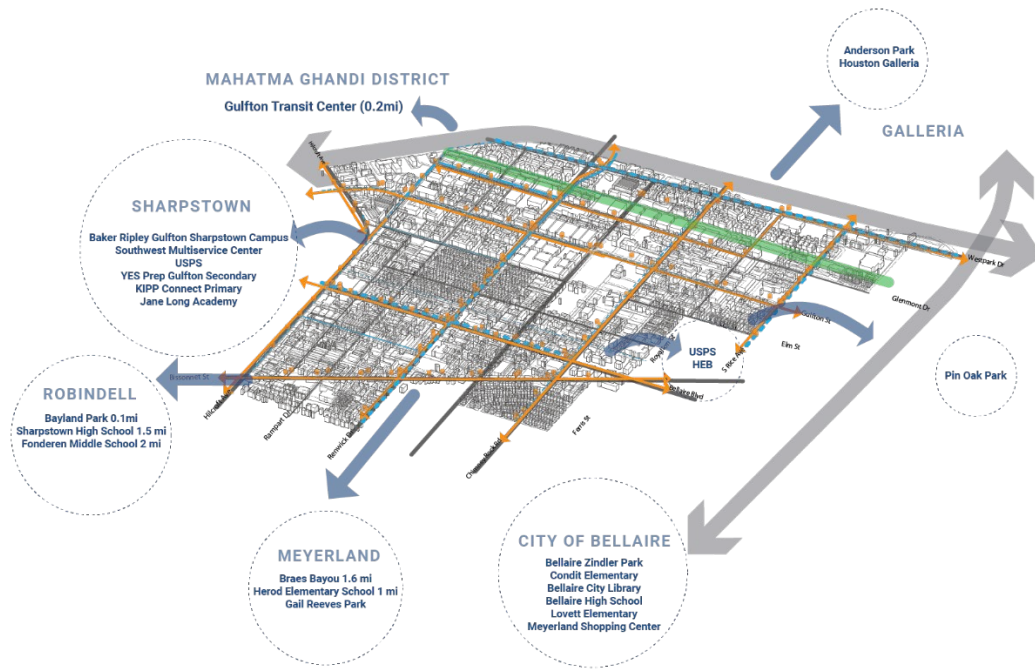 Anderson Park
Houston Galleria
MAHATMA GHANDI DISTRICT
Gulfton Transit Center (0.2mi)
GALLERIA
SHARPSTOWN
Baker Ripley Gulfton Sharpstown Campus
Southwest Multiservice Center
USPS
YES Prep Gulfton Secondary
KIPP Connect Primary
Jane Long Academy
Westpark Dr
Glenmont Dr
Gulfton St
Elm St
S Rice Ave
USPS
HEB
Pin Oak Park
Bissonnet St
Bellaire Blvd
ROBINDELL
Bayland Park 0.1mi
Sharpstown High School 1.5 mi
Fonderen Middle School 2 mi
Rampart Dr
Renwick
Ferris St
Chimney Rock Rd
MEYERLAND
Braes Bayou 1.6 mi
Herod Elementary School 1 mi
Gail Reeves Park
CITY OF BELLAIRE
Bellaire Zindler Park
Condit Elementary
Bellaire City Library
Bellaire High School
Lovett Elementary
Meyerland Shopping Center